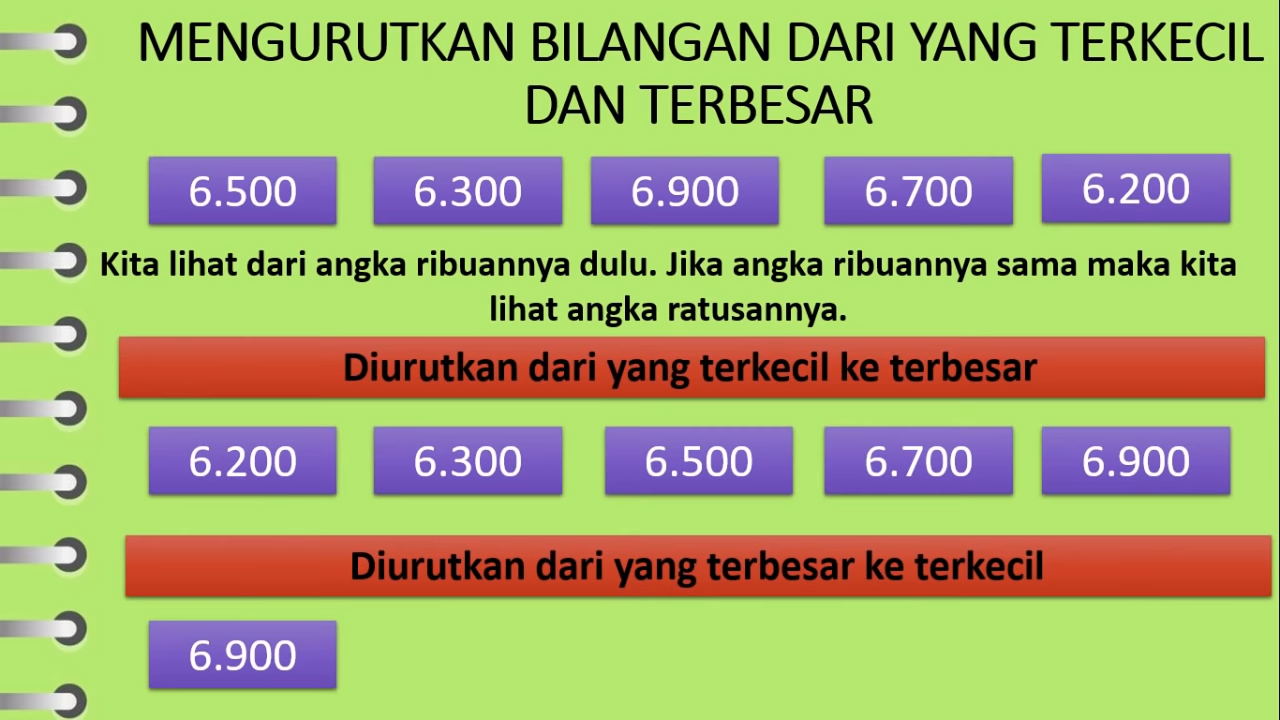 MENGURUTKAN BILANGAN DARI YANG TERKECIL
DAN TERBESAR
6.500 6.300 6.900 6.700 6.200
Kita lihat dari angka ribuannya dulu. Jika angka ribuannya sama maka kita
lihat angka ratusannya.
Diurutkan dari yang terkecil ke terbesar
6.200 6.300 6.500 6.700 6.900
Diurutkan dari yang terbesar ke terkecil
6.900